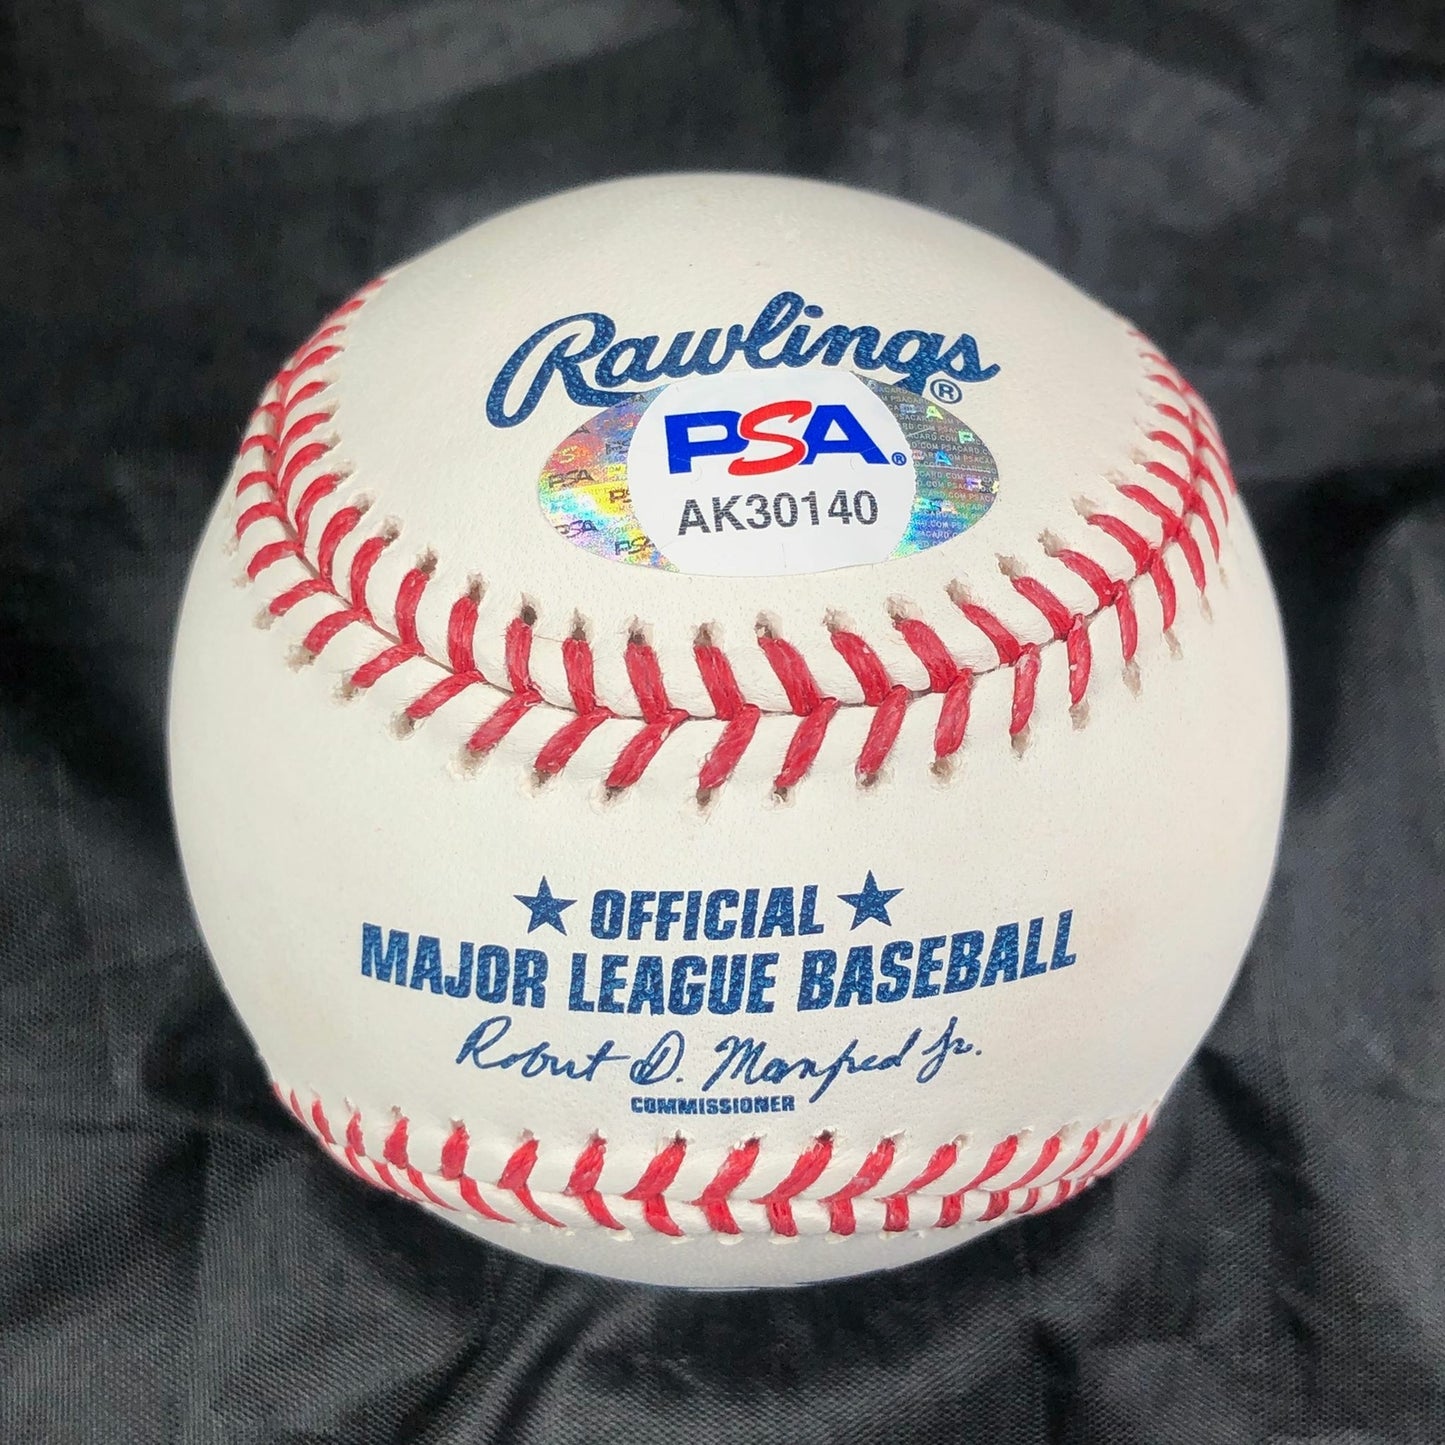 Rawlings®
PSA®
AK30140
★ OFFICIAL ★
MAJOR LEAGUE BASEBALL
Robert D. Manfred Jr.
COMMISSIONER